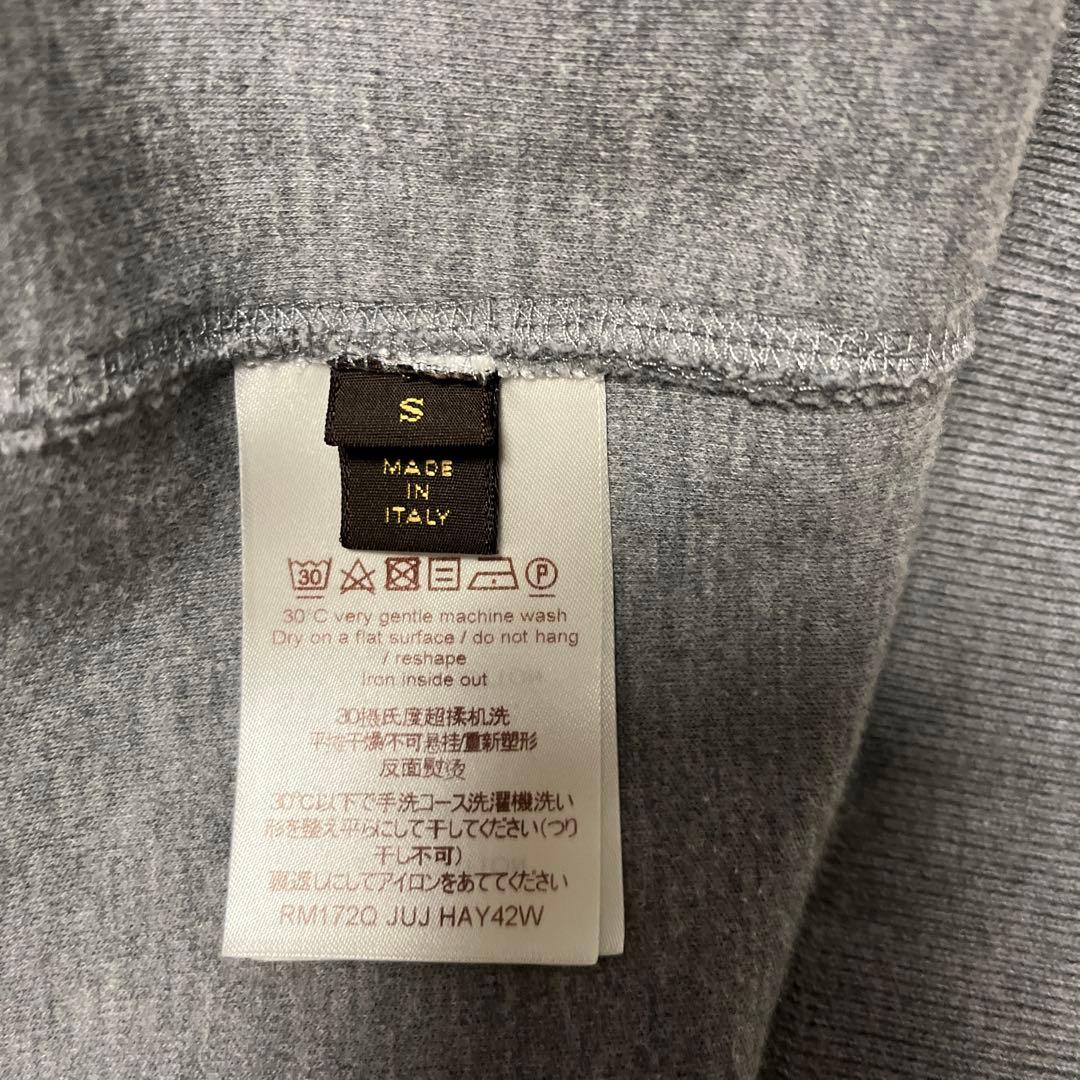 S
MADE
IN
ITALY
30
P
30°C very gentle machine wash
Dry on a flat surface / do not hang
/ reshape
Iron inside out
30摄氏度超柔机洗
平摊干燥/不可悬挂/重新塑形
反面熨烫
30℃以下で手洗コース洗濯機洗い
形を整え平らにして干してください(つり
干し不可)
裏返しにしてアイロンをあててください
RM172Q JUJ HAY42W